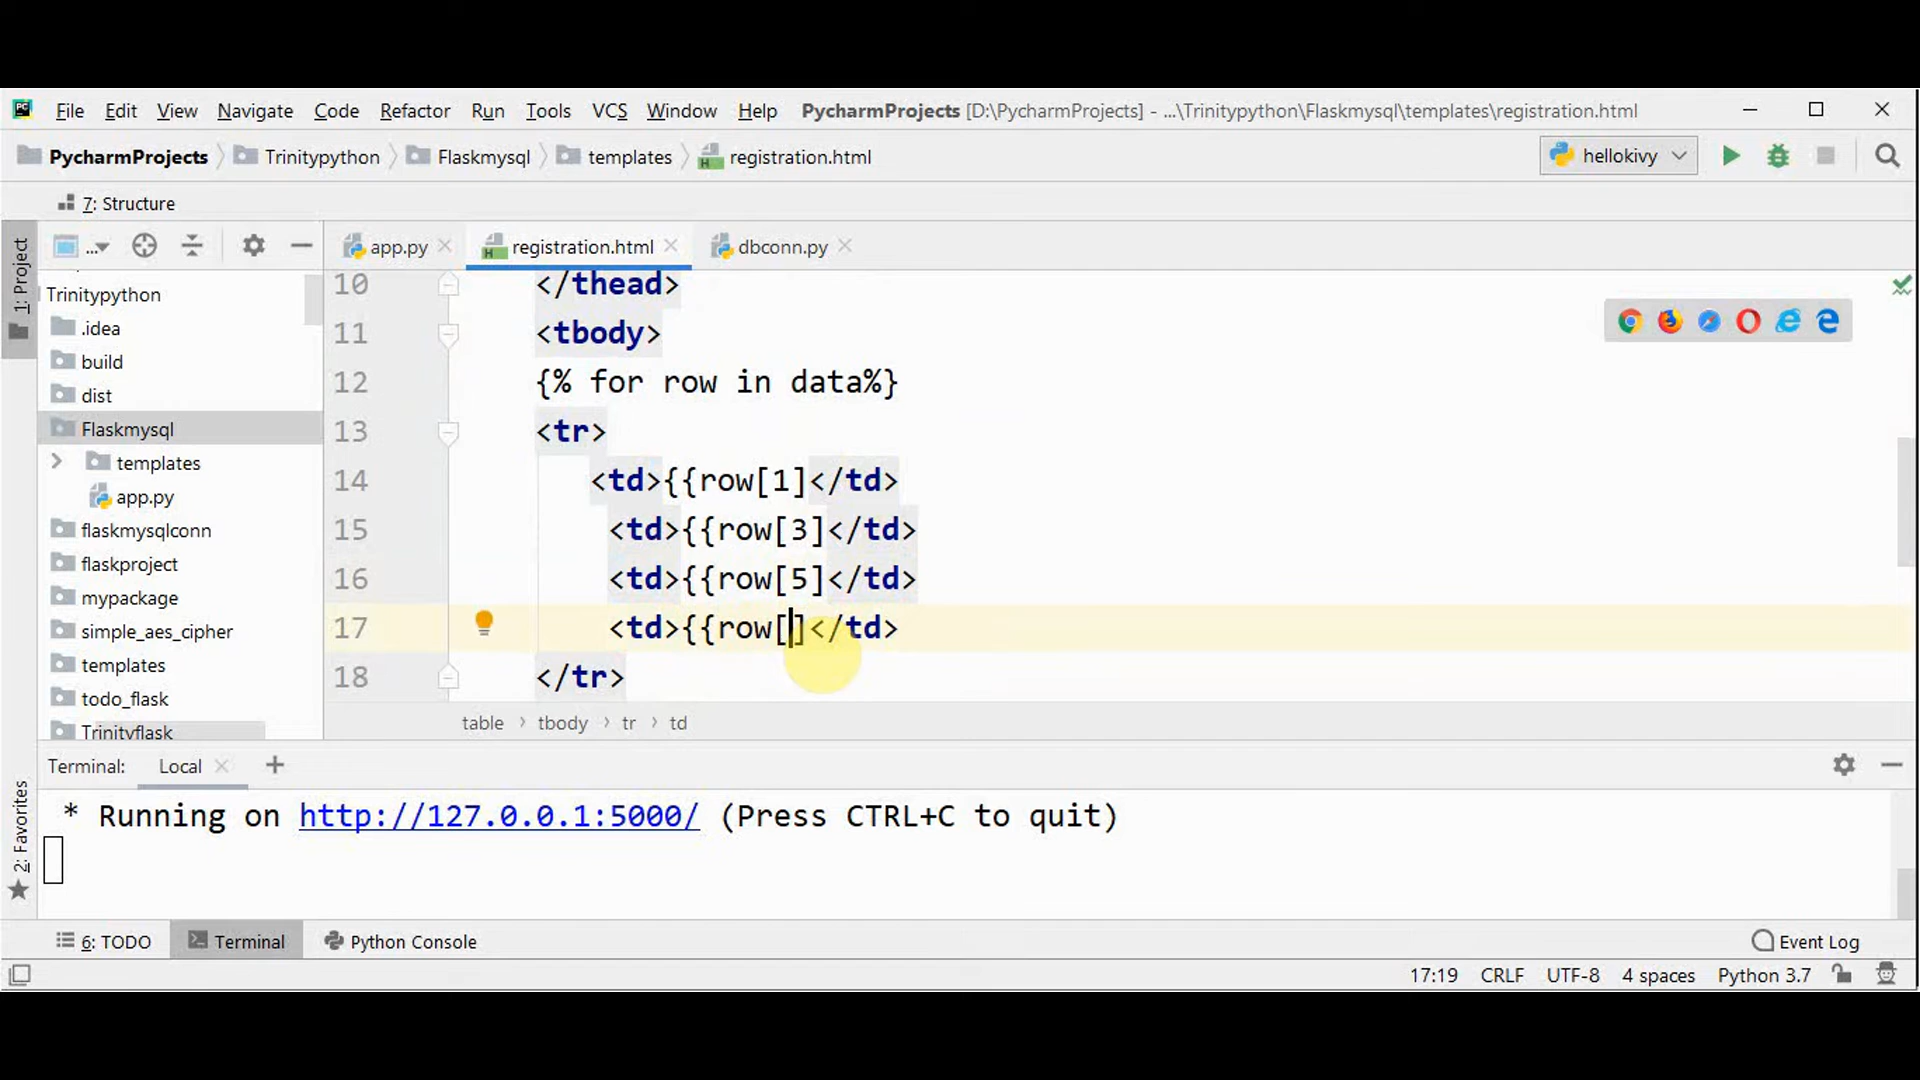 File Edit View Navigate Code Refactor Run Tools VCS Window Help PycharmProjects [D:\PycharmProjects] - ...\Trinitypython\Flaskmysql\templates\registration.html
PycharmProjects Trinitypython Flaskmysql templates registration.html hellokivy
7: Structure
1: Project
... app.py registration.html dbconn.py
Trinitypython
.idea
build
dist
Flaskmysql
templates
app.py
flaskmysqlconn
flaskproject
mypackage
simple_aes_cipher
templates
todo_flask
Trinityflask
10 </thead>
11 <tbody>
12 {% for row in data%}
13 <tr>
14 <td>{{row[1]</td>
15 <td>{{row[3]</td>
16 <td>{{row[5]</td>
17 <td>{{row[]</td>
18 </tr>
table › tbody › tr › td
2: Favorites
Terminal: Local
* Running on http://127.0.0.1:5000/ (Press CTRL+C to quit)
6: TODO Terminal Python Console Event Log
17:19 CRLF UTF-8 4 spaces Python 3.7